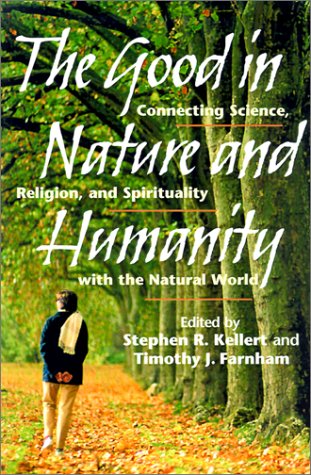 The Good in
Connecting Science,
Nature and
Religion, and Spirituality
Humanity
with the Natural World
Edited by
Stephen R. Kellert and
Timothy J. Farnham